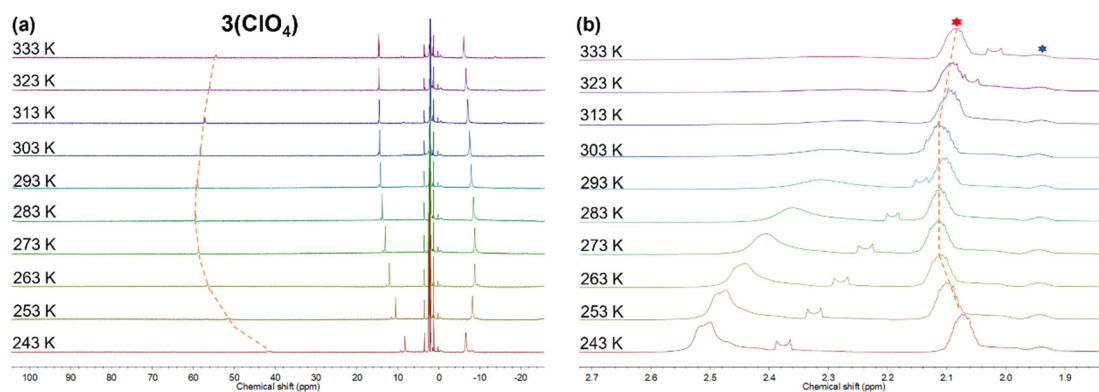 (a) 3(ClO₄)
333 K
323 K
313 K
303 K
293 K
283 K
273 K
263 K
253 K
243 K
100 90 80 70 60 50 40 30 20 10 0 -10 -20
Chemical shift (ppm)
(b)
333 K
323 K
313 K
303 K
293 K
283 K
273 K
263 K
253 K
243 K
2.7 2.6 2.5 2.4 2.3 2.2 2.1 2.0 1.9
Chemical shift (ppm)